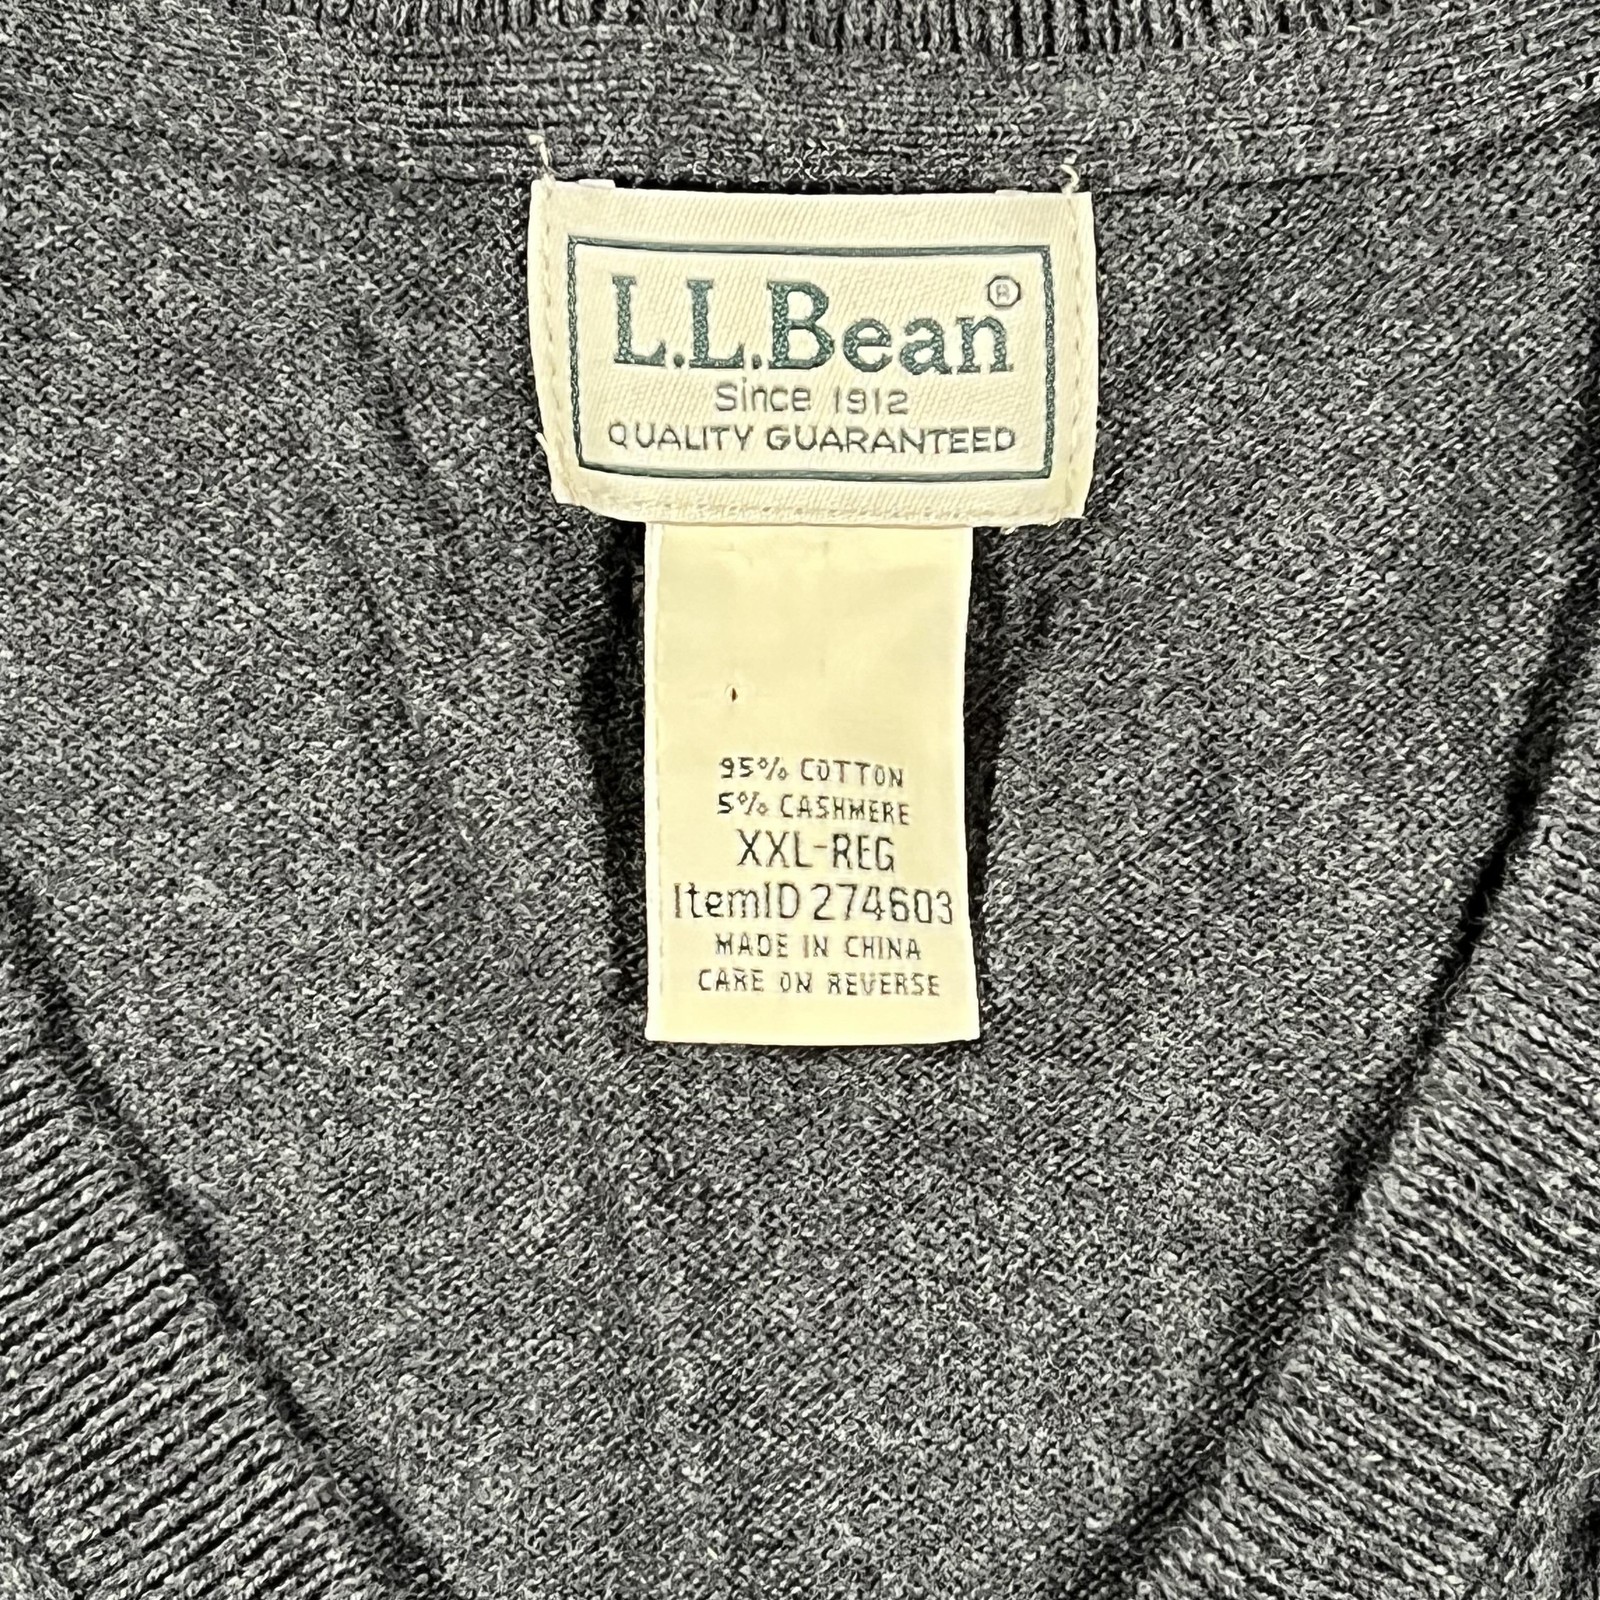 L.L.Bean®
Since 1912
QUALITY GUARANTEED
95% COTTON
5% CASHMERE
XXL-REG
ItemID 274603
MADE IN CHINA
CARE ON REVERSE